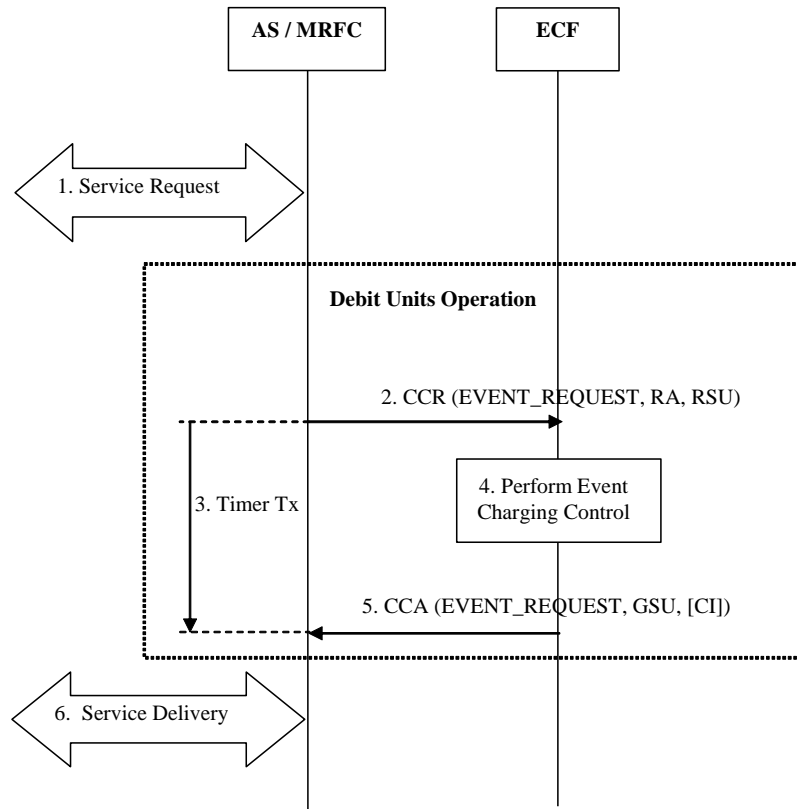 AS / MRFC
ECF
1. Service Request
Debit Units Operation
2. CCR (EVENT_REQUEST, RA, RSU)
3. Timer Tx
4. Perform Event
Charging Control
5. CCA (EVENT_REQUEST, GSU, [CI])
6. Service Delivery